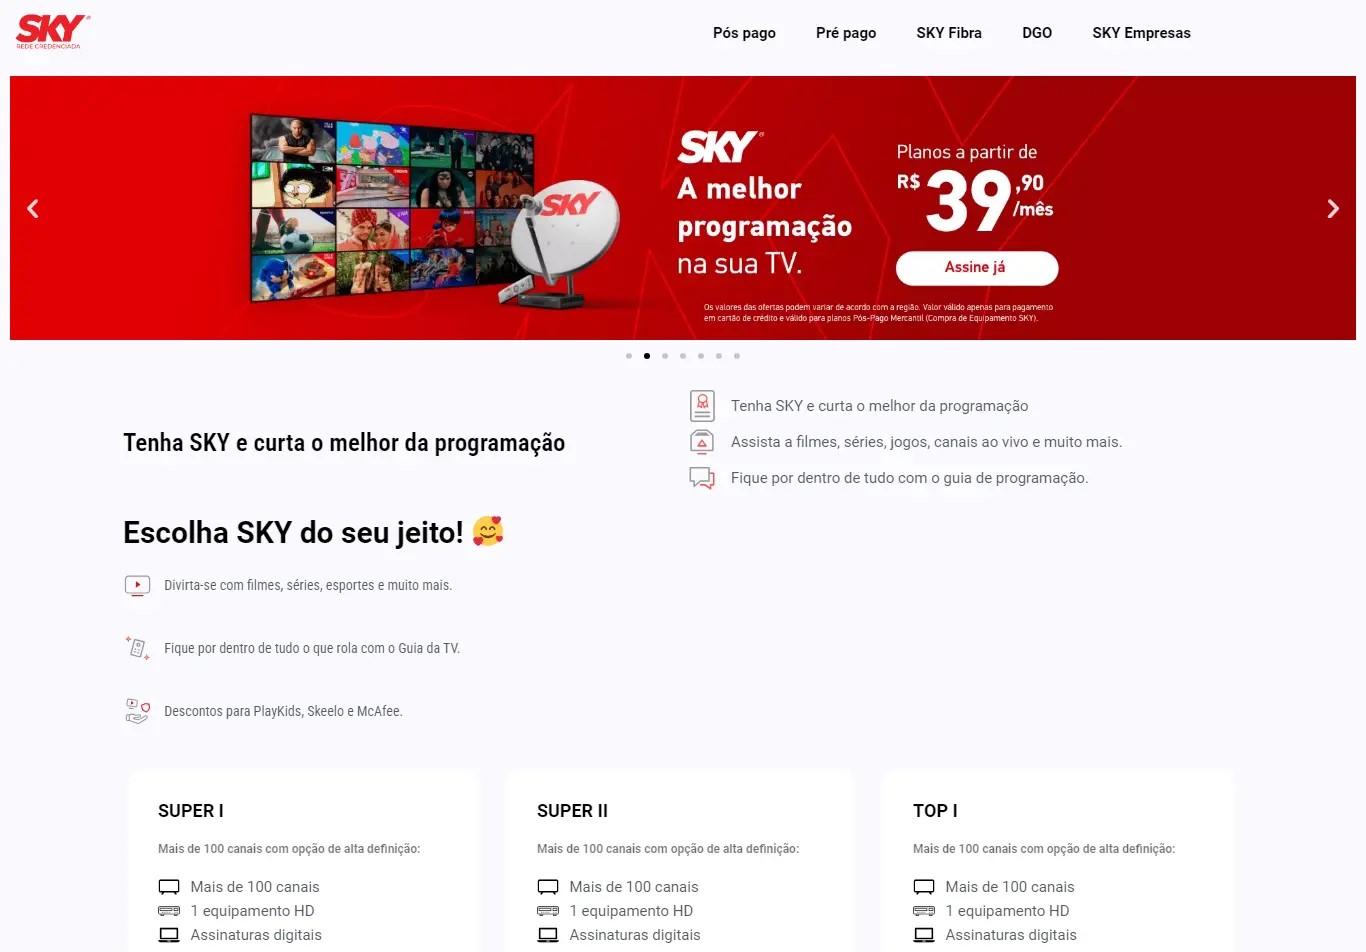 SKY
REDE CREDENCIADA
Pós pago
Pré pago
SKY Fibra
DGO
SKY Empresas
SKY
SKY
A melhor
programação
na sua TV.
Planos a partir de
R$ 39,90
/mês
Assine já
Os valores das ofertas podem variar de acordo com a região. Valor válido apenas para pagamento
em cartão de crédito e válido para planos Pós-Pago Mercantil (Compra de Equipamento SKY).
Tenha SKY e curta o melhor da programação
Tenha SKY e curta o melhor da programação
Assista a filmes, séries, jogos, canais ao vivo e muito mais.
Fique por dentro de tudo com o guia de programação.
Escolha SKY do seu jeito! 🥰
Divirta-se com filmes, séries, esportes e muito mais.
Fique por dentro de tudo o que rola com o Guia da TV.
Descontos para PlayKids, Skeelo e McAfee.
SUPER I
Mais de 100 canais com opção de alta definição:
Mais de 100 canais
1 equipamento HD
Assinaturas digitais
SUPER II
Mais de 100 canais com opção de alta definição:
Mais de 100 canais
1 equipamento HD
Assinaturas digitais
TOP I
Mais de 100 canais com opção de alta definição:
Mais de 100 canais
1 equipamento HD
Assinaturas digitais